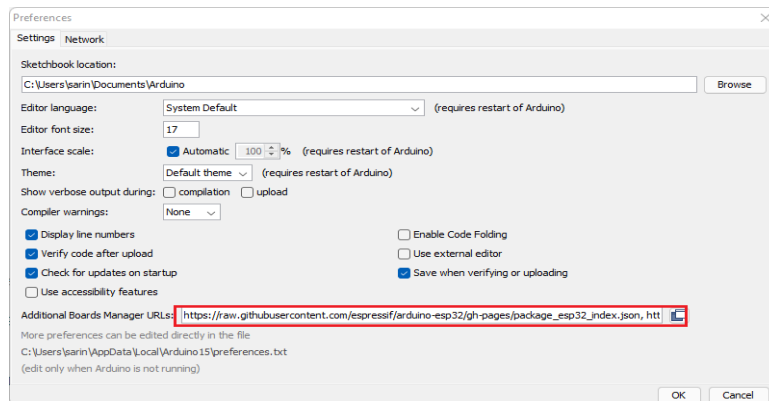 Preferences
Settings Network
Sketchbook location:
C:\Users\sarin\Documents\Arduino Browse
Editor language: System Default (requires restart of Arduino)
Editor font size: 17
Interface scale: Automatic 100 % (requires restart of Arduino)
Theme: Default theme (requires restart of Arduino)
Show verbose output during: compilation upload
Compiler warnings: None
Display line numbers Enable Code Folding
Verify code after upload Use external editor
Check for updates on startup Save when verifying or uploading
Use accessibility features
Additional Boards Manager URLs: https://raw.githubusercontent.com/espressif/arduino-esp32/gh-pages/package_esp32_index.json, htt
More preferences can be edited directly in the file
C:\Users\sarin\AppData\Local\Arduino15\preferences.txt
(edit only when Arduino is not running)
OK Cancel